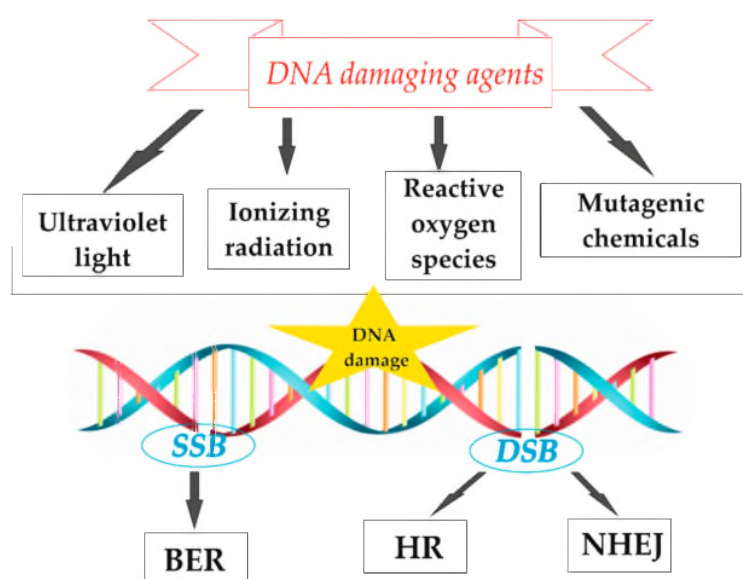 DNA damaging agents
Ultraviolet
light
Ionizing
radiation
Reactive
oxygen
species
Mutagenic
chemicals
DNA
damage
SSB
DSB
BER
HR
NHEJ